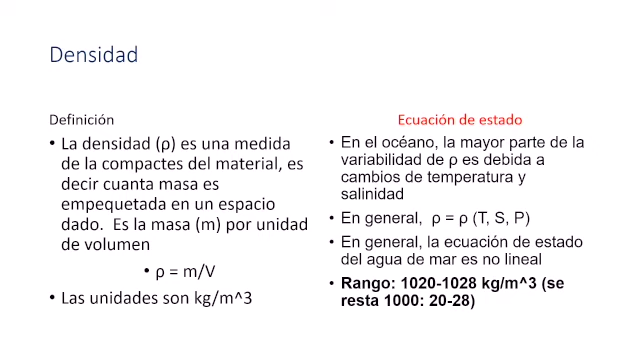 Densidad
Definición
• La densidad (ρ) es una medida
de la compactes del material, es
decir cuanta masa es
empequetada en un espacio
dado.  Es la masa (m) por unidad
de volumen
• ρ = m/V
• Las unidades son kg/m^3
Ecuación de estado
• En el océano, la mayor parte de la
variabilidad de ρ es debida a
cambios de temperatura y
salinidad
• En general,  ρ = ρ (T, S, P)
• En general, la ecuación de estado
del agua de mar es no lineal
• Rango: 1020-1028 kg/m^3 (se
resta 1000: 20-28)